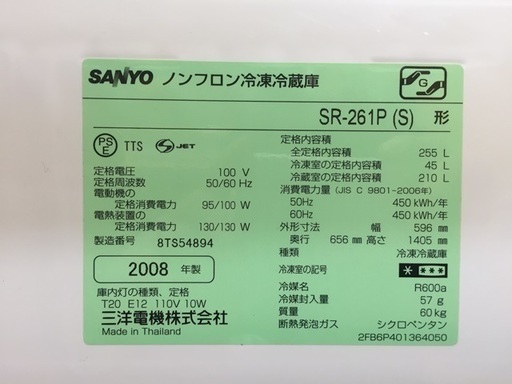 SANYO ノンフロン冷凍冷蔵庫
SR-261P (S) 形
G
PS E TTS S JET
定格電圧 100 V
定格周波数 50/60 Hz
電動機の
定格消費電力 95/100 W
電熱装置の
定格消費電力 130/130 W
製造番号 8TS54894
2008 年製
庫内灯の種類、定格
T20 E12 110V 10W
三洋電機株式会社
Made in Thailand
定格内容積
全定格内容積 255 L
冷凍室の定格内容積 45 L
冷蔵室の定格内容積 210 L
消費電力量 (JIS C 9801-2006年)
50Hz 450 kWh/年
60Hz 450 kWh/年
外形寸法 幅 596 mm
奥行 656 mm 高さ 1405 mm
種類 冷凍冷蔵庫
冷凍室の記号 * ***
冷媒名 R600a
冷媒封入量 57 g
質量 60 kg
断熱発泡ガス シクロペンタン
2FB6P401364050